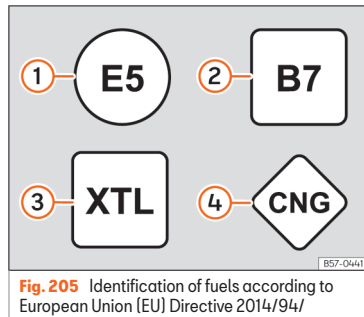 1 E5
2 B7
3 XTL
4 CNG
B57-0441
Fig. 205 Identification of fuels according to
European Union (EU) Directive 2014/94/